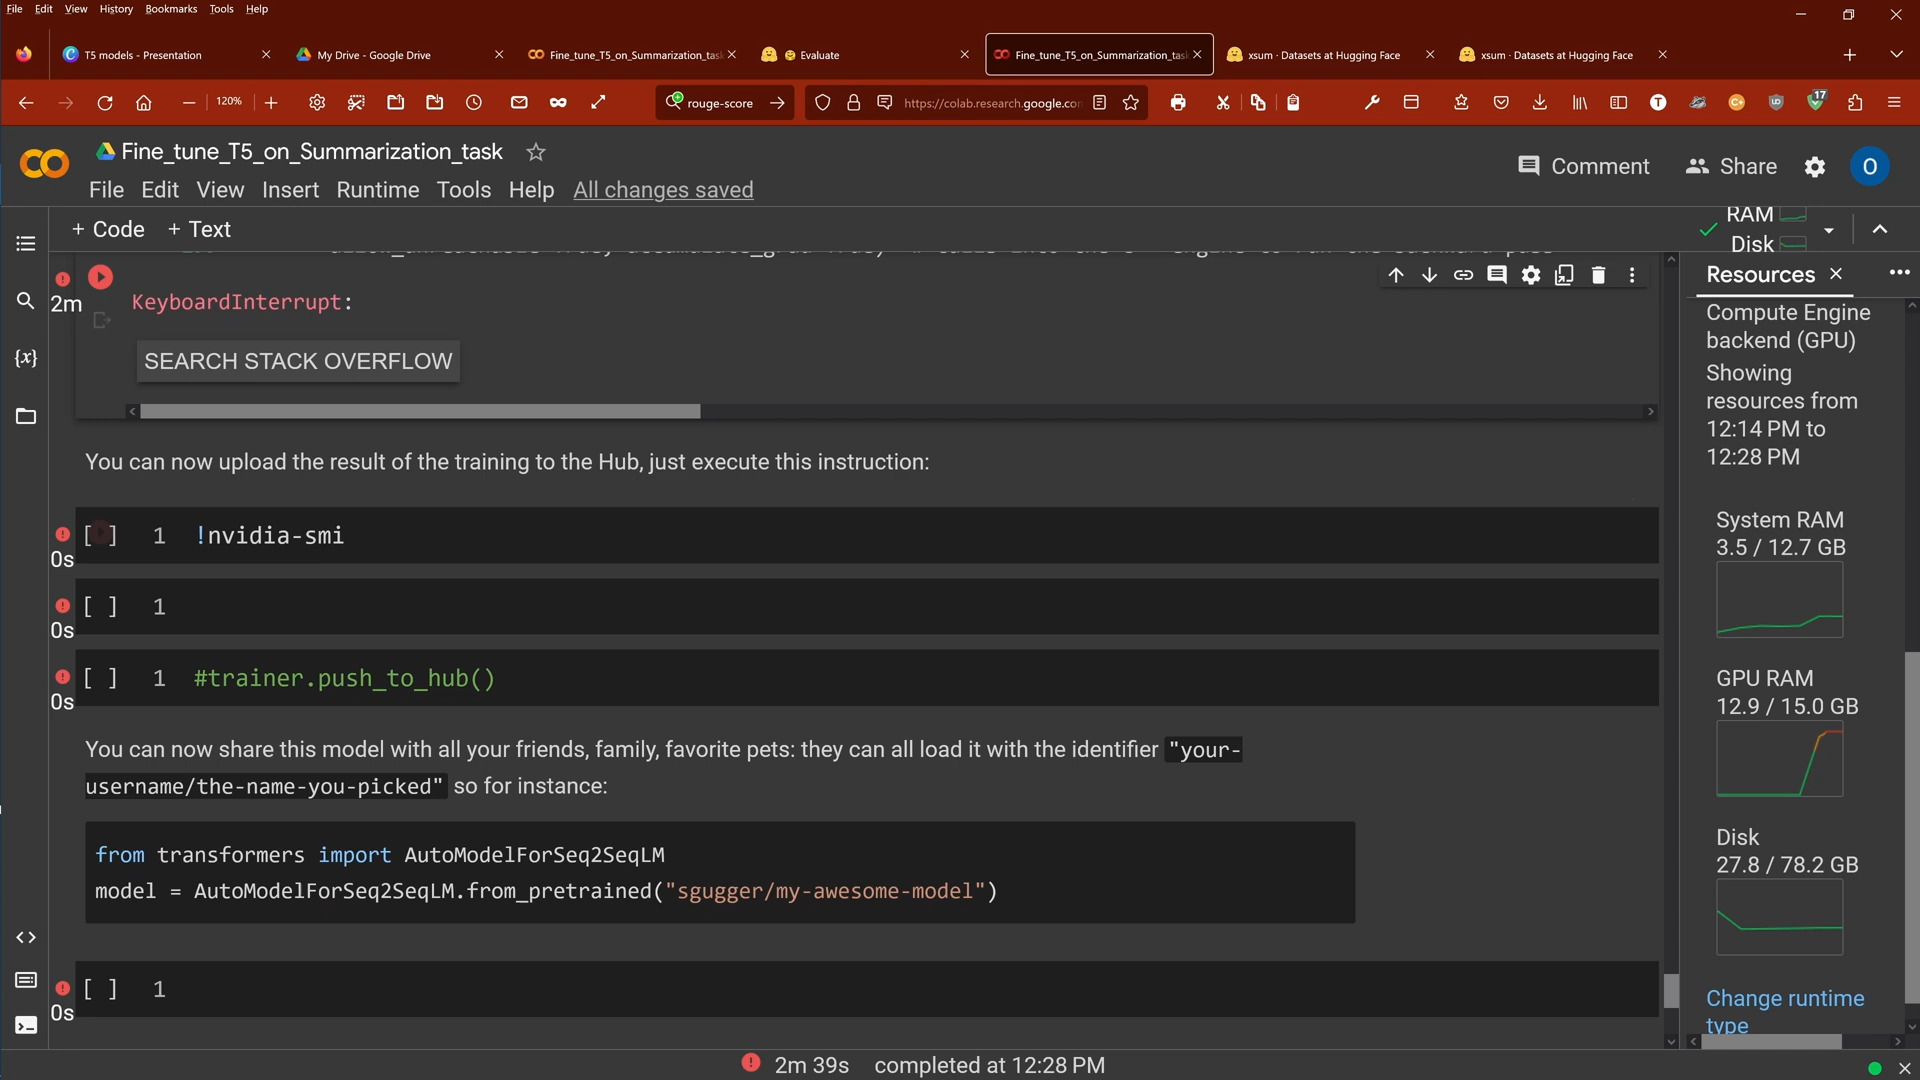 File Edit View History Bookmarks Tools Help
T5 models - Presentation
My Drive - Google Drive
Fine_tune_T5_on_Summarization_tas
Evaluate
Fine_tune_T5_on_Summarization_task
xsum · Datasets at Hugging Face
xsum · Datasets at Hugging Face
120%
rouge-score
https://colab.research.google.co
17
Fine_tune_T5_on_Summarization_task
Comment
Share
O
File Edit View Insert Runtime Tools Help All changes saved
+ Code + Text
RAM
Disk
2m
KeyboardInterrupt:
SEARCH STACK OVERFLOW
You can now upload the result of the training to the Hub, just execute this instruction:
[ ] 1 !nvidia-smi
0s
[ ] 1
0s
[ ] 1 #trainer.push_to_hub()
0s
You can now share this model with all your friends, family, favorite pets: they can all load it with the identifier "your-
username/the-name-you-picked" so for instance:
from transformers import AutoModelForSeq2SeqLM
model = AutoModelForSeq2SeqLM.from_pretrained("sgugger/my-awesome-model")
[ ] 1
0s
Resources
Compute Engine
backend (GPU)
Showing
resources from
12:14 PM to
12:28 PM
System RAM
3.5 / 12.7 GB
GPU RAM
12.9 / 15.0 GB
Disk
27.8 / 78.2 GB
Change runtime
type
2m 39s completed at 12:28 PM